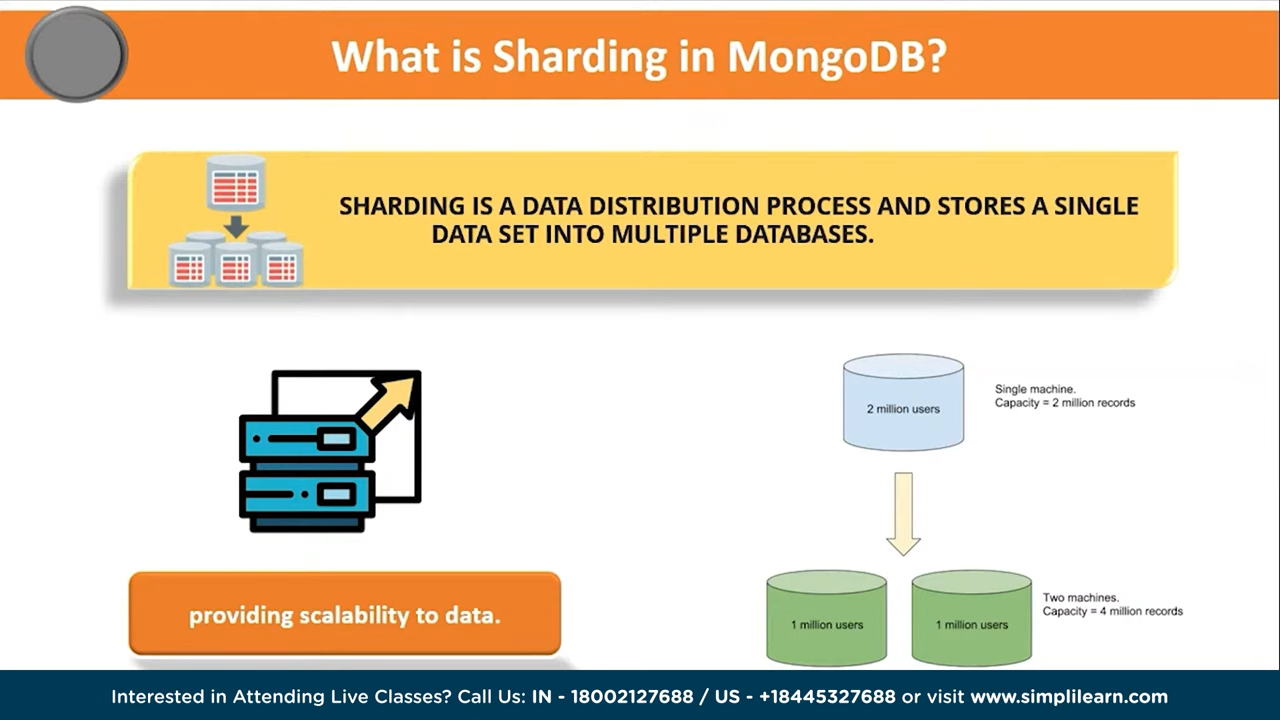 What is Sharding in MongoDB?
SHARDING IS A DATA DISTRIBUTION PROCESS AND STORES A SINGLE
DATA SET INTO MULTIPLE DATABASES.
2 million users
Single machine.
Capacity = 2 million records
1 million users
1 million users
Two machines.
Capacity = 4 million records
providing scalability to data.
Interested in Attending Live Classes? Call Us: IN - 18002127688 / US - +18445327688 or visit www.simplilearn.com